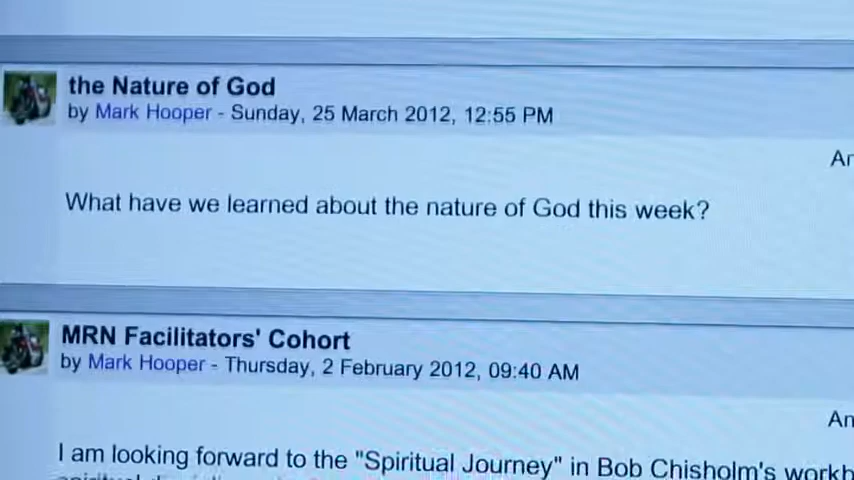 the Nature of God
by Mark Hooper - Sunday, 25 March 2012, 12:55 PM
What have we learned about the nature of God this week?
MRN Facilitators' Cohort
by Mark Hooper - Thursday, 2 February 2012, 09:40 AM
I am looking forward to the "Spiritual Journey" in Bob Chisholm's